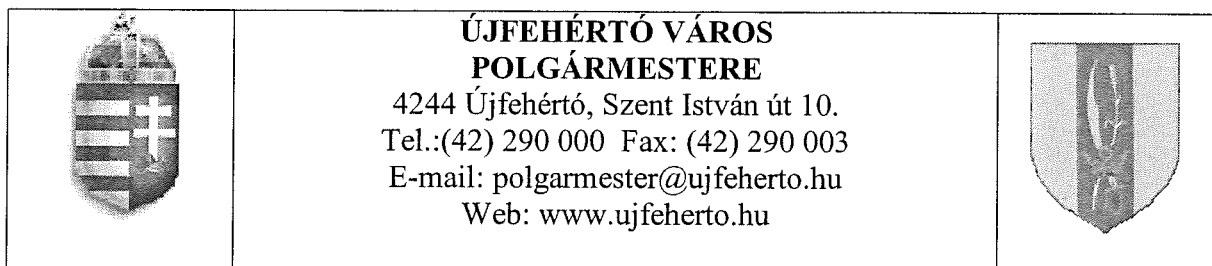 ÚJFEHÉRTÓ VÁROS
POLGÁRMESTERE
4244 Újfehértó, Szent István út 10.
Tel.:(42) 290 000 Fax: (42) 290 003
E-mail: polgarmester@ujfeherto.hu
Web: www.ujfeherto.hu